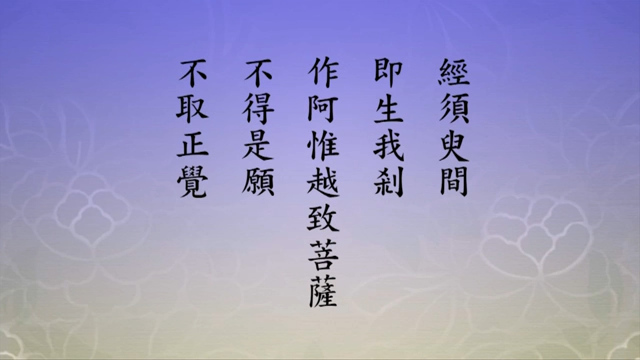 經須臾間
即生我剎
作阿惟越致菩薩
不得是願
不取正覺